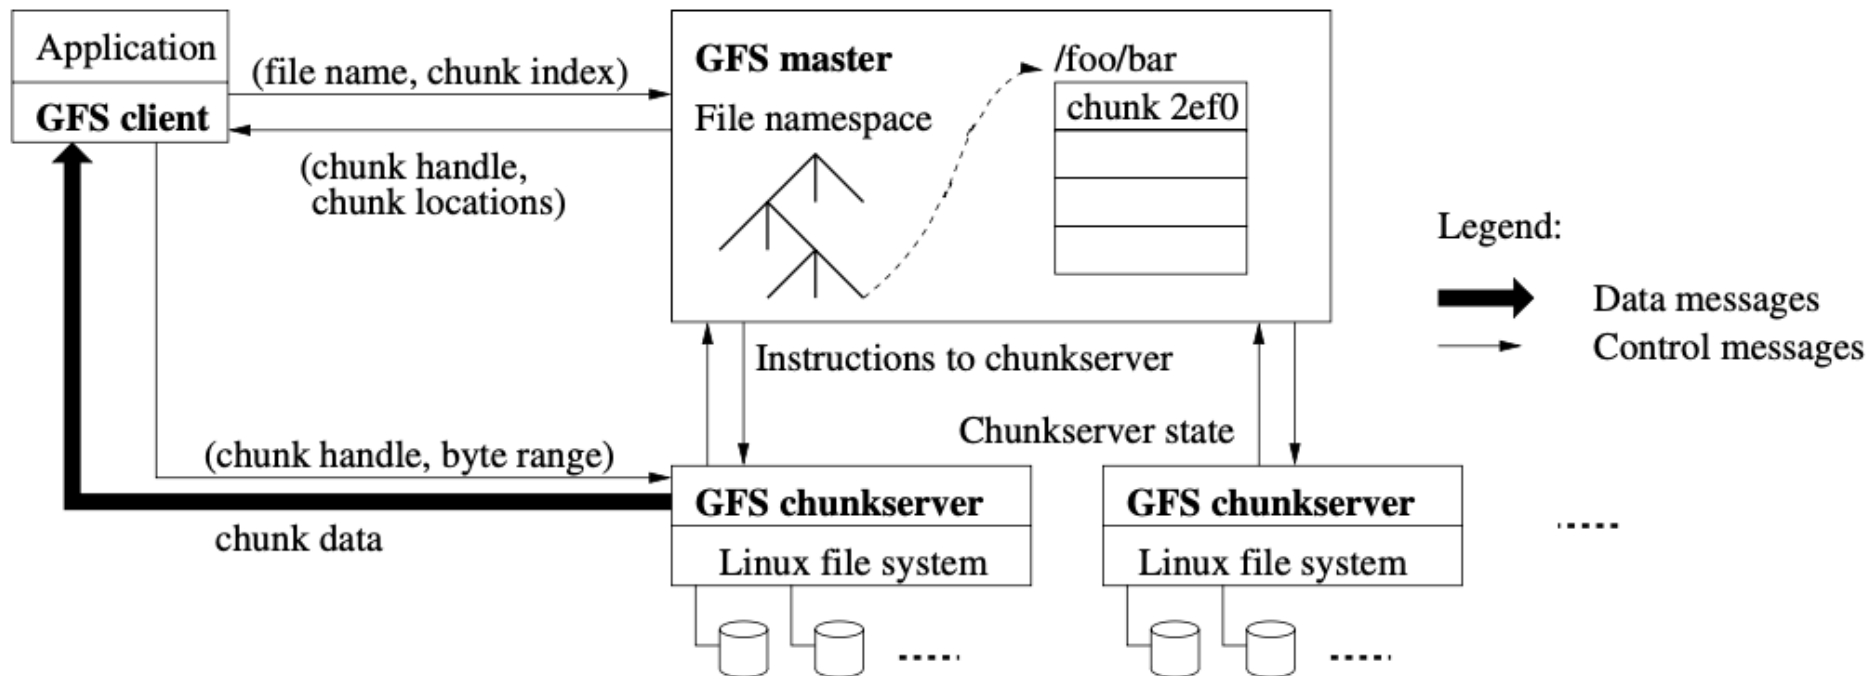 Application
GFS client
(file name, chunk index)
(chunk handle,
chunk locations)
GFS master
File namespace
/foo/bar
chunk 2ef0
Legend:
Data messages
Control messages
Instructions to chunkserver
Chunkserver state
(chunk handle, byte range)
chunk data
GFS chunkserver
Linux file system
GFS chunkserver
Linux file system